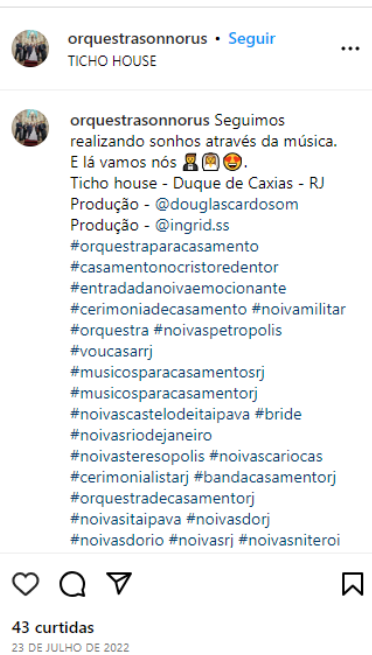 orquestrasonnorus • Seguir
TICHO HOUSE
orquestrasonnorus Seguimos
realizando sonhos através da música.
E lá vamos nós 🤵👰😍.
Ticho house - Duque de Caxias - RJ
Produção - @douglascardosom
Produção - @ingrid.ss
#orquestraparacasamento
#casamentonocristoredentor
#entradadanoivaemocionante
#cerimoniadecasamento #noivamilitar
#orquestra #noivaspetropolis
#voucasarrj
#musicosparacasamentosrj
#musicosparacasamentorj
#noivascastelodeitaipava #bride
#noivasriodejaneiro
#noivasteresopolis #noivascariocas
#cerimonialistarj #bandacasamentorj
#orquestradecasamentorj
#noivasitaipava #noivasdorj
#noivasdorio #noivasrj #noivasniteroi
43 curtidas
23 DE JULHO DE 2022